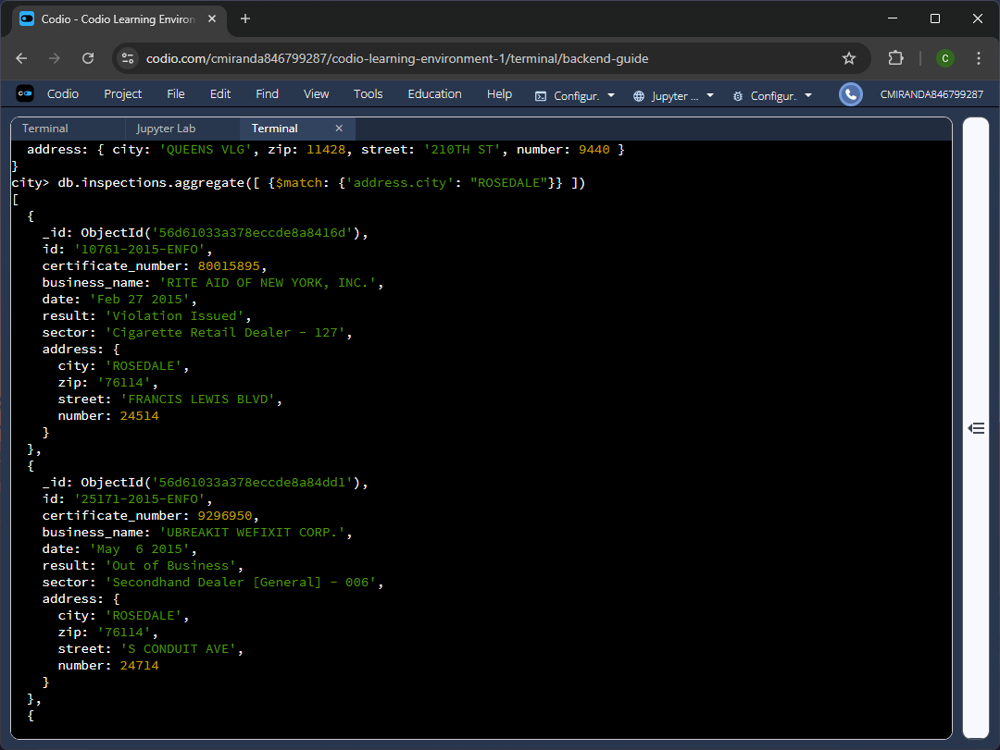 Codio - Codio Learning Environ
codio.com/cmiranda846799287/codio-learning-environment-1/terminal/backend-guide
C
Codio Project File Edit Find View Tools Education Help Configur. Jupyter ... Configur. CMIRANDA846799287
Terminal Jupyter Lab Terminal
address: { city: 'QUEENS VLG', zip: 11428, street: '210TH ST', number: 9440 }
}
city> db.inspections.aggregate([ {$match: {'address.city': "ROSEDALE"}} ])
[
{
_id: ObjectId('56d61033a378eccde8a8416d'),
id: '10761-2015-ENFO',
certificate_number: 80015895,
business_name: 'RITE AID OF NEW YORK, INC.',
date: 'Feb 27 2015',
result: 'Violation Issued',
sector: 'Cigarette Retail Dealer - 127',
address: {
city: 'ROSEDALE',
zip: '76114',
street: 'FRANCIS LEWIS BLVD',
number: 24514
}
},
{
_id: ObjectId('56d61033a378eccde8a84dd1'),
id: '25171-2015-ENFO',
certificate_number: 9296950,
business_name: 'UBREAKIT WEFIXIT CORP.',
date: 'May  6 2015',
result: 'Out of Business',
sector: 'Secondhand Dealer [General] - 006',
address: {
city: 'ROSEDALE',
zip: '76114',
street: 'S CONDUIT AVE',
number: 24714
}
},
{